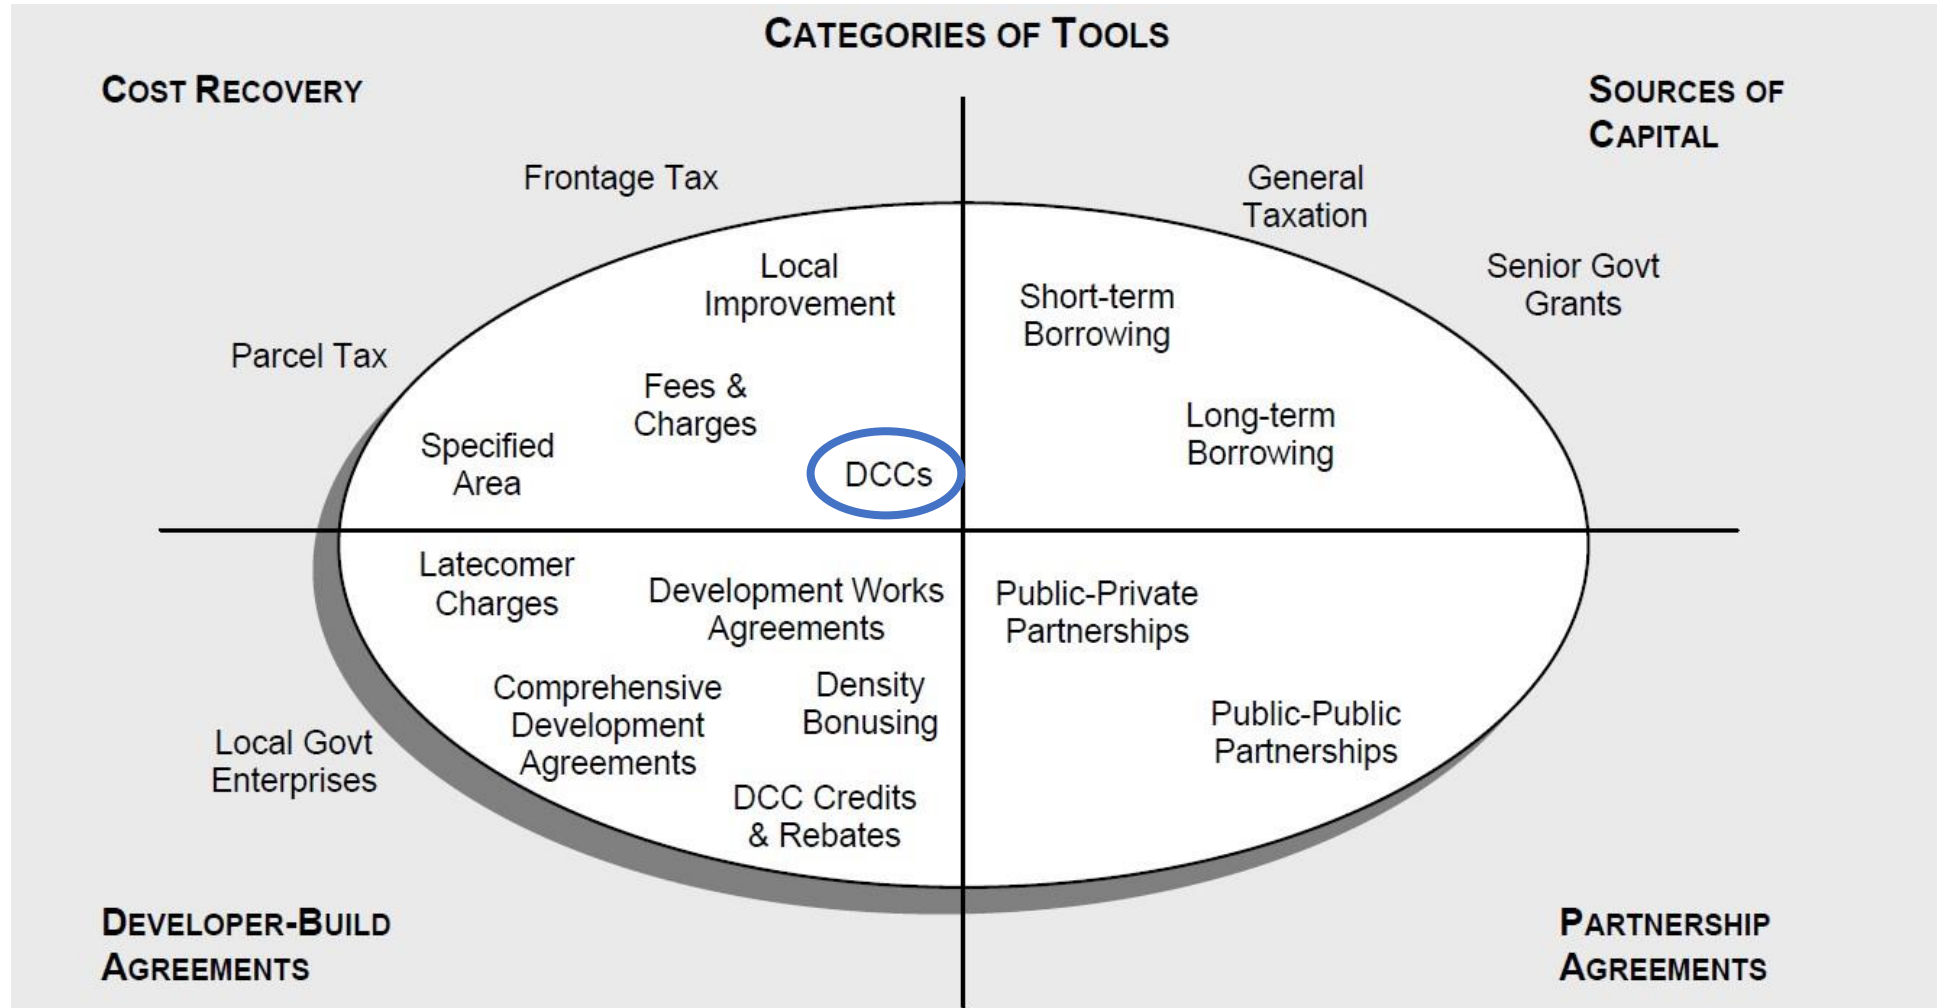 CATEGORIES OF TOOLS
COST RECOVERY
SOURCES OF
CAPITAL
Frontage Tax
General
Taxation
Local
Improvement
Short-term
Borrowing
Senior Govt
Grants
Parcel Tax
Fees &
Charges
Long-term
Borrowing
Specified
Area
DCCs
Latecomer
Charges
Development Works
Agreements
Public-Private
Partnerships
Comprehensive
Development
Agreements
Density
Bonusing
Public-Public
Partnerships
Local Govt
Enterprises
DCC Credits
& Rebates
DEVELOPER-BUILD
AGREEMENTS
PARTNERSHIP
AGREEMENTS